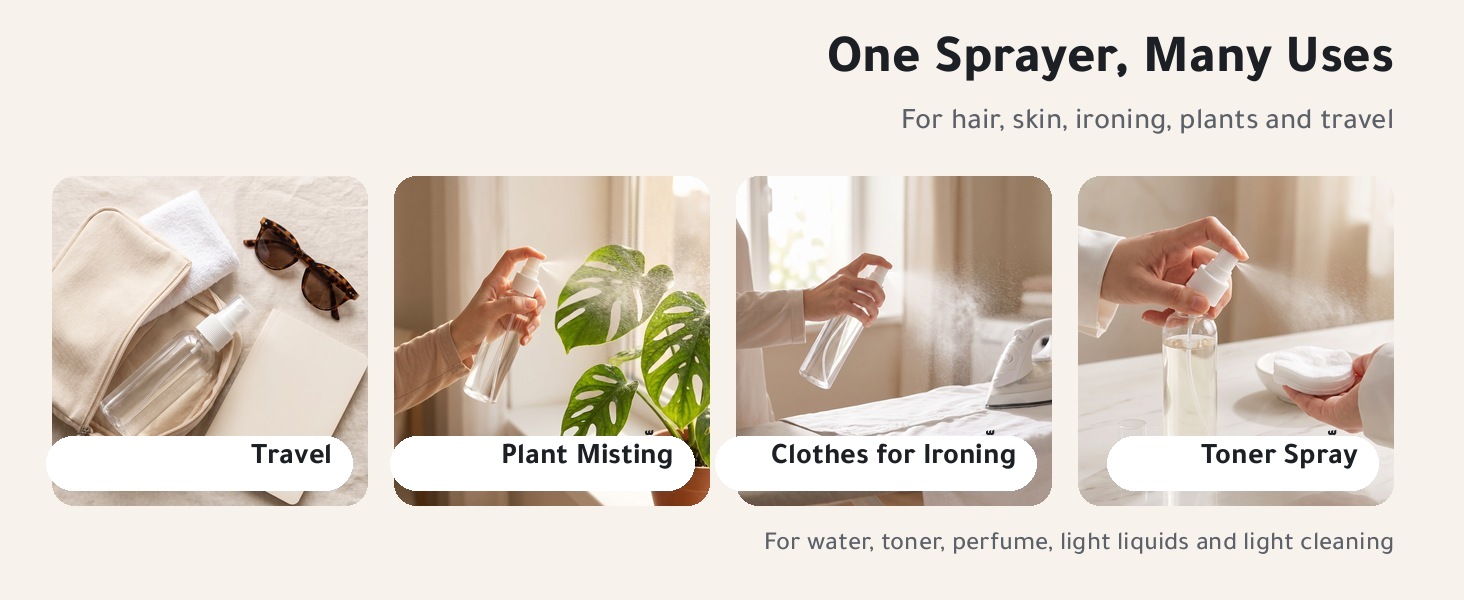 One Sprayer, Many Uses
For hair, skin, ironing, plants and travel
Travel
Plant Misting
Clothes for Ironing
Toner Spray
For water, toner, perfume, light liquids and light cleaning